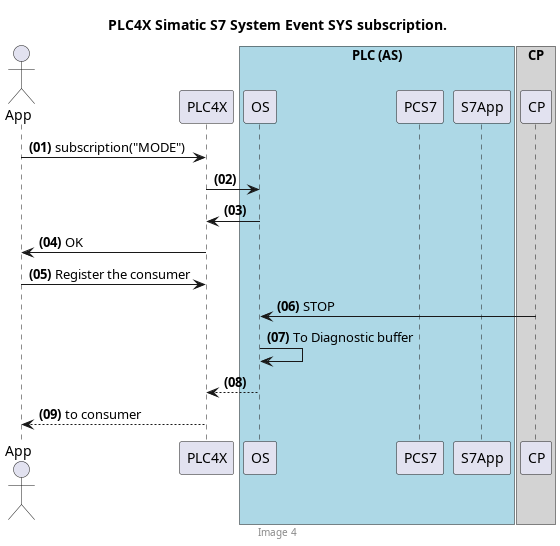 PLC4X Simatic S7 System Event SYS subscription.
PLC (AS)
CP
App
PLC4X
OS
PCS7
S7App
CP
(01) subscription("MODE")
(02)
(03)
(04) OK
(05) Register the consumer
(06) STOP
(07) To Diagnostic buffer
(08)
(09) to consumer
App
PLC4X
OS
PCS7
S7App
CP
Image 4